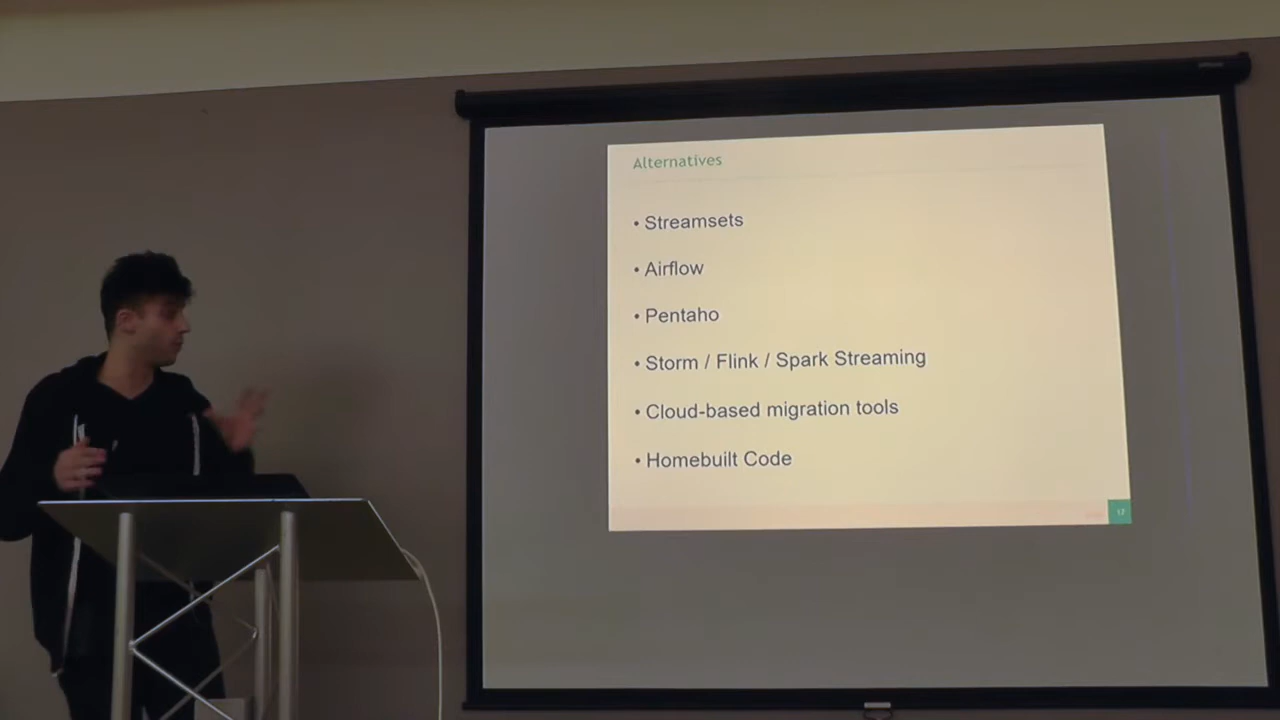 Alternatives
• Streamsets
• Airflow
• Pentaho
• Storm / Flink / Spark Streaming
• Cloud-based migration tools
• Homebuilt Code